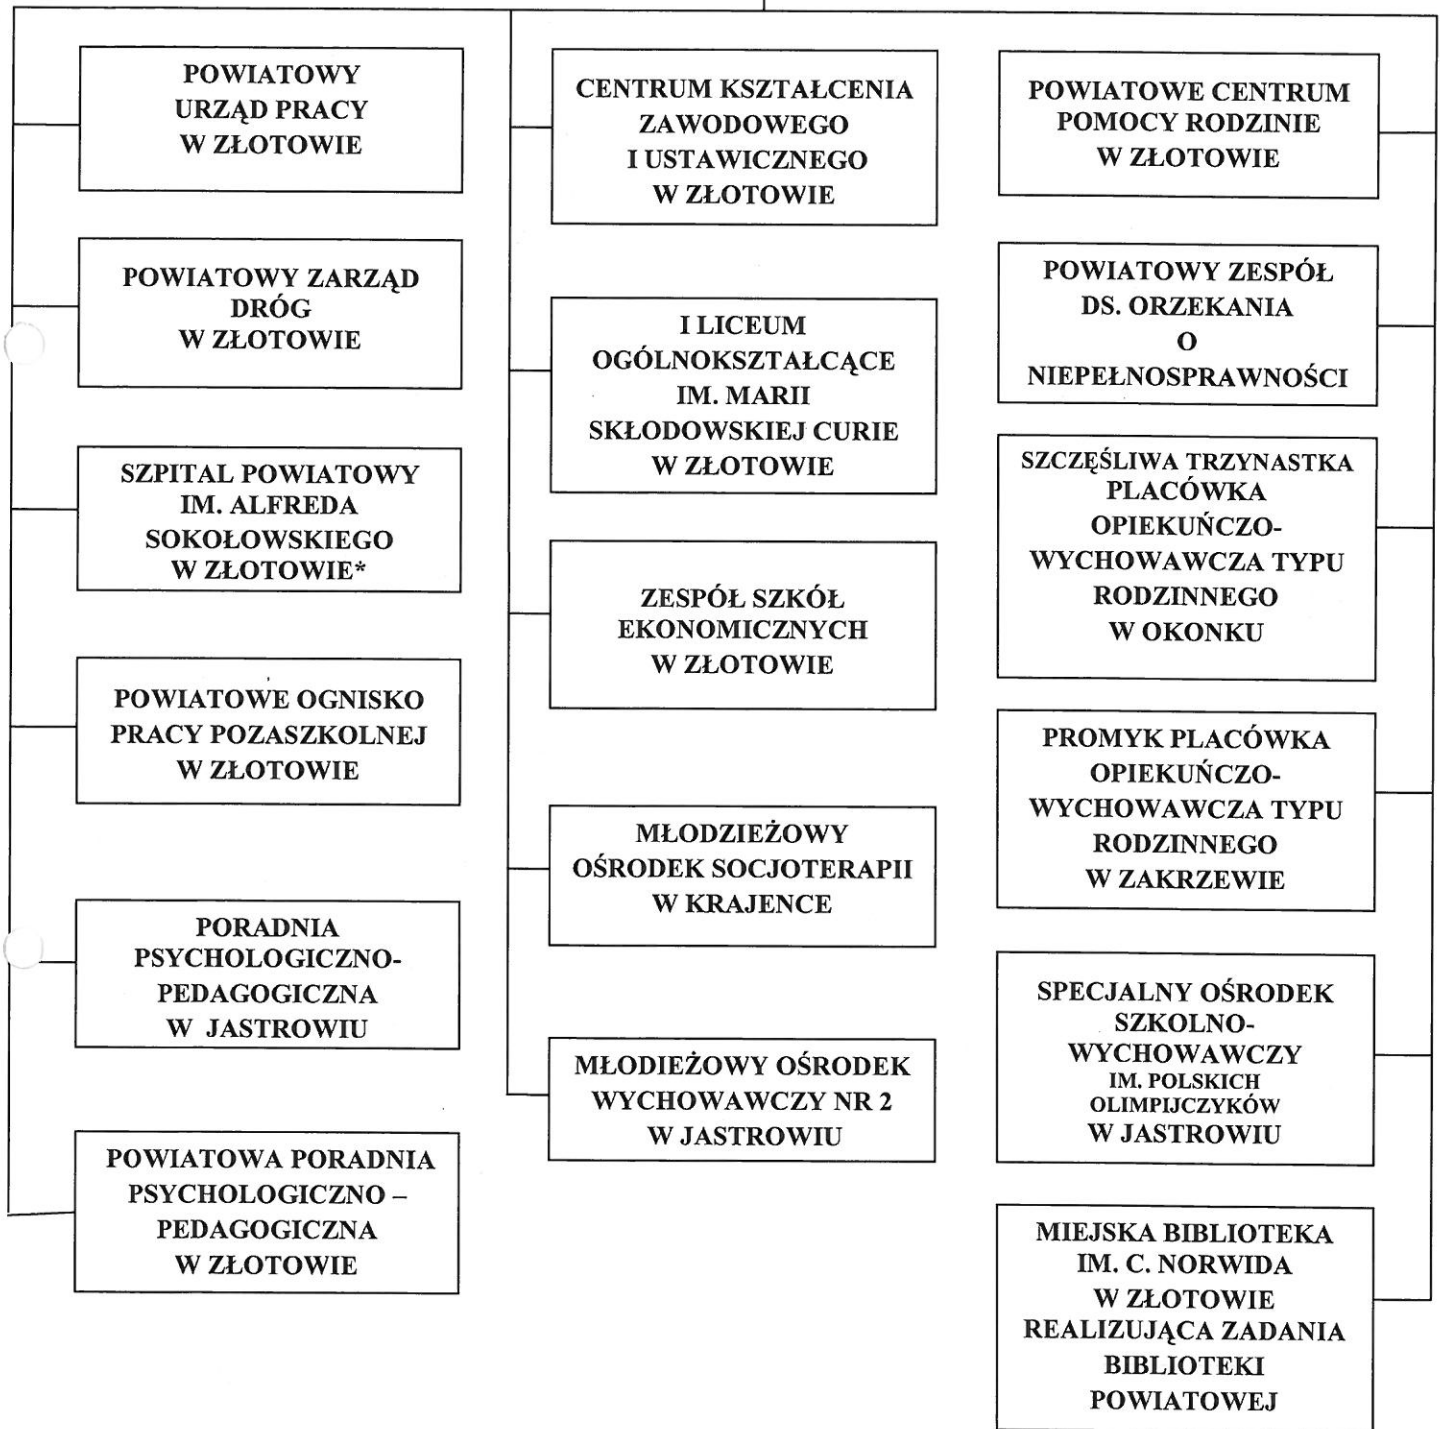 POWIATOWY
URZĄD PRACY
W ZŁOTOWIE
POWIATOWY ZARZĄD
DRÓG
W ZŁOTOWIE
SZPITAL POWIATOWY
IM. ALFREDA
SOKOŁOWSKIEGO
W ZŁOTOWIE*
POWIATOWE OGNISKO
PRACY POZASZKOLNEJ
W ZŁOTOWIE
PORADNIA
PSYCHOLOGICZNO-
PEDAGOGICZNA
W JASTROWIU
POWIATOWA PORADNIA
PSYCHOLOGICZNO –
PEDAGOGICZNA
W ZŁOTOWIE
CENTRUM KSZTAŁCENIA
ZAWODOWEGO
I USTAWICZNEGO
W ZŁOTOWIE
I LICEUM
OGÓLNOKSZTAŁCĄCE
IM. MARII
SKŁODOWSKIEJ CURIE
W ZŁOTOWIE
ZESPÓŁ SZKÓŁ
EKONOMICZNYCH
W ZŁOTOWIE
MŁODZIEŻOWY
OŚRODEK SOCJOTERAPII
W KRAJENCE
MŁODIEŻOWY OŚRODEK
WYCHOWAWCZY NR 2
W JASTROWIU
POWIATOWE CENTRUM
POMOCY RODZINIE
W ZŁOTOWIE
POWIATOWY ZESPÓŁ
DS. ORZEKANIA
O
NIEPEŁNOSPRAWNOŚCI
SZCZĘŚLIWA TRZYNASTKA
PLACÓWKA
OPIEKUŃCZO-
WYCHOWAWCZA TYPU
RODZINNEGO
W OKONKU
PROMYK PLACÓWKA
OPIEKUŃCZO-
WYCHOWAWCZA TYPU
RODZINNEGO
W ZAKRZEWIE
SPECJALNY OŚRODEK
SZKOLNO-
WYCHOWAWCZY
IM. POLSKICH
OLIMPIJCZYKÓW
W JASTROWIU
MIEJSKA BIBLIOTEKA
IM. C. NORWIDA
W ZŁOTOWIE
REALIZUJĄCA ZADANIA
BIBLIOTEKI
POWIATOWEJ